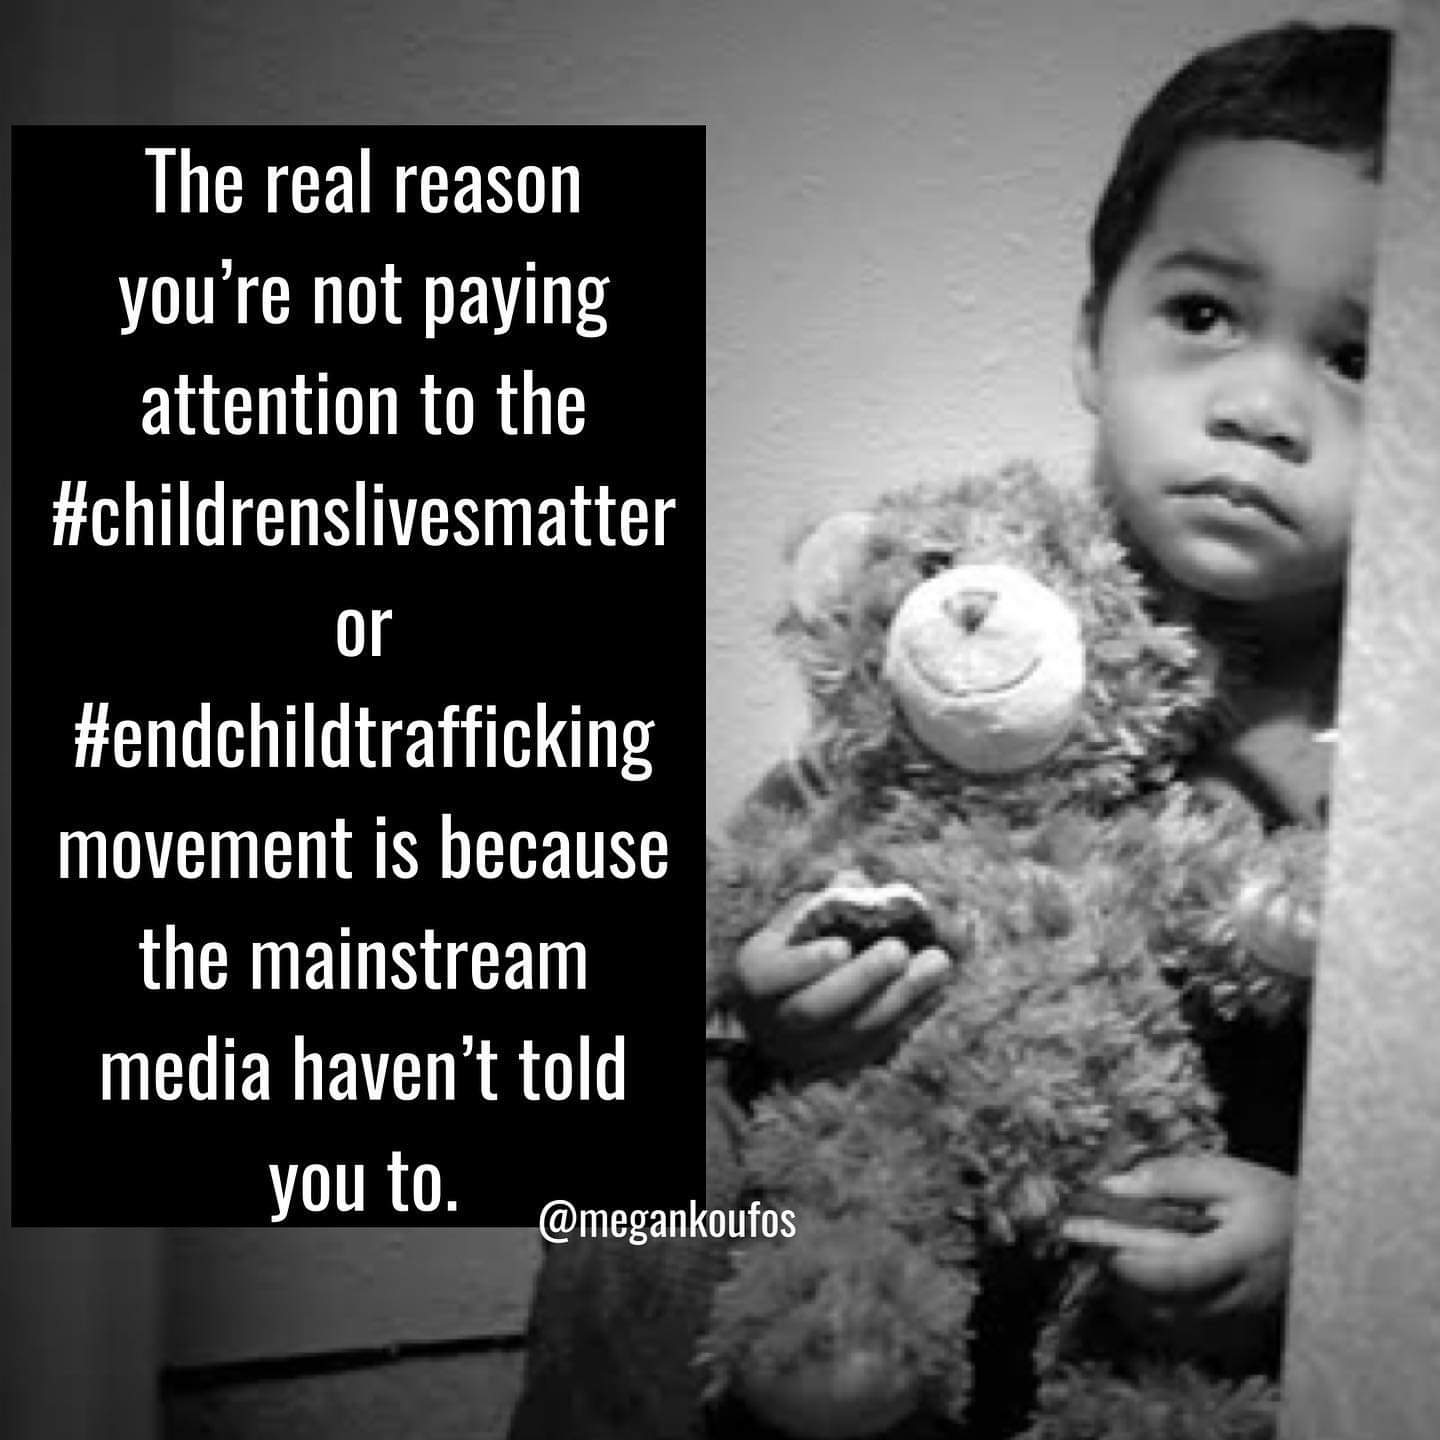 The real reason
you’re not paying
attention to the
#childrenslivesmatter
or
#endchildtrafficking
movement is because
the mainstream
media haven’t told
you to.
@megankoufos